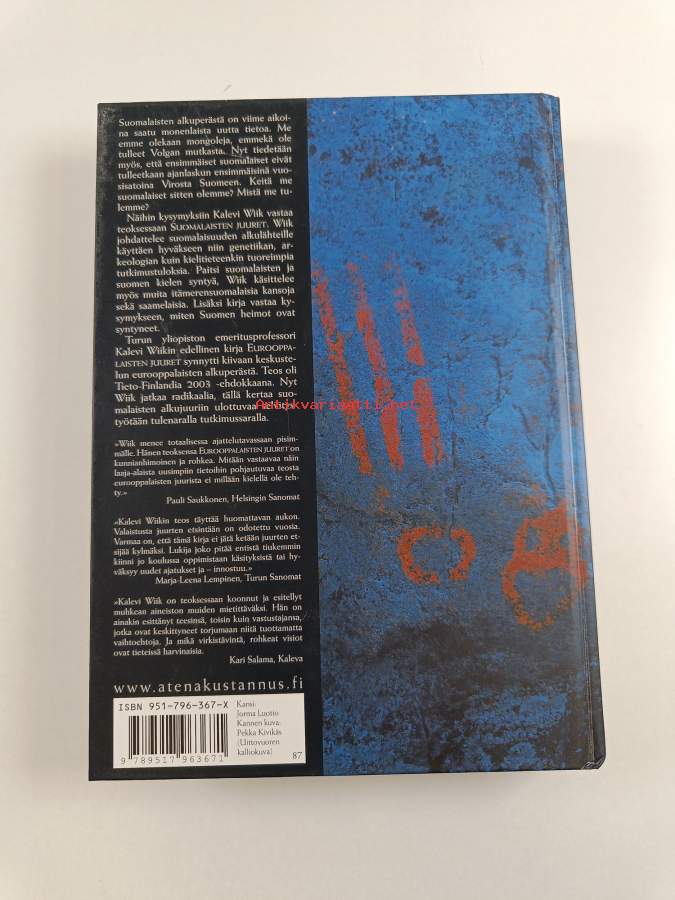 Suomalaisten alkuperästä on viime aikoi-
na saatu monenlaista uutta tietoa. Me
emme olekaan mongoleja, emmekä ole
tulleet Volgan mutkasta. Nyt tiedetään
myös, että ensimmäiset suomalaiset eivät
tulleetkaan ajanlaskun ensimmäisinä vuo-
sisatoina Virosta Suomeen. Keitä me
suomalaiset sitten olemme? Mistä me tu-
lemme?
Näihin kysymyksiin Kalevi Wiik vastaa
teoksessaan SUOMALAISTEN JUURET. Wiik
johdattelee suomalaisuuden alkulähteille
käyttäen hyväkseen niin genetiikan, ar-
keologian kuin kielitieteenkin tuoreimpia
tutkimustuloksia. Paitsi suomalaisten ja
suomen kielen syntyä, Wiik käsittelee
myös muita itämerensuomalaisia kansoja
sekä saamelaisia. Lisäksi kirja vastaa ky-
symykseen, miten Suomen heimot ovat
syntyneet.
Turun yliopiston emeritusprofessori
Kalevi Wiikin edellinen kirja EUROOPPA-
LAISTEN JUURET synnytti kiivaan keskuste-
lun eurooppalaisten alkuperästä. Teos oli
Tieto-Finlandia 2003 -ehdokkaana. Nyt
Wiik jatkaa radikaalia, tällä kertaa suo-
malaisten alkujuuriin ulottuvaa
työtään tulenaralla tutkimussaralla.
Antikvariaatti.net
»Wiik menee totaalisessa ajattelutavassaan pisim-
mälle. Hänen teoksensa EUROOPPALAISTEN JUURET on
kunnianhimoinen ja rohkea. Mitään vastaavaa näin
laaja-alaista uusimpiin tietoihin pohjautuvaa teosta
eurooppalaisten juurista ei millään kielellä ole teh-
ty.»
Pauli Saukkonen, Helsingin Sanomat
»Kalevi Wiikin teos täyttää huomattavan aukon.
Valaistusta juurten etsintään on odotettu vuosia.
Varmaa on, että tämä kirja ei jätä ketään juurten et-
sijää kylmäksi. Lukija joko pitää entistä tiukemmin
kiinni jo koulussa oppimistaan käsityksistä tai hy-
väksyy uudet ajatukset ja – innostuu.»
Marja-Leena Lempinen, Turun Sanomat
»Kalevi Wiik on teoksessaan koonnut ja esitellyt
muhkean aineiston muiden mietittäväksi. Hän on
ainakin esittänyt teesinsä, toisin kuin vastustajansa,
jotka ovat keskittyneet torjumaan niitä tuottamatta
vaihtoehtoja. Ja mikä virkistävintä, rohkeat visiot
ovat tieteissä harvinaisia.
Kari Salama, Kaleva
www.atenakustannus.fi
ISBN 951-796-367-X
9 789517 963671
Kansi:
Jorma Luotio
Kannen kuva:
Pekka Kivikäs
(Uittovuoren
kalliokuva)
87